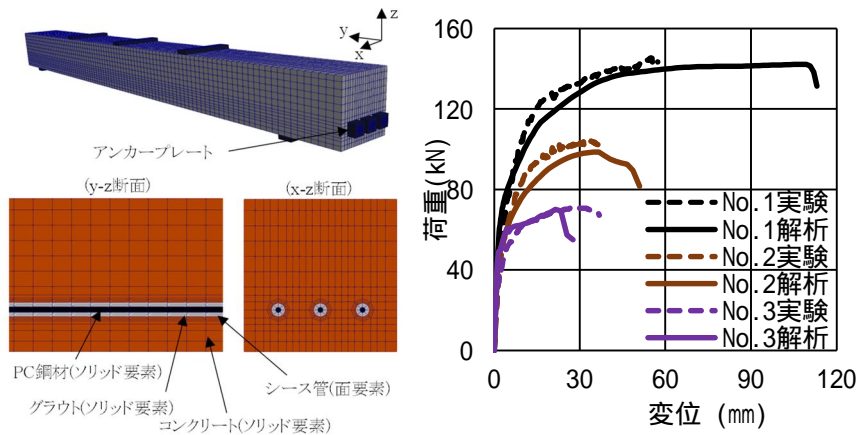 z
y
x
アンカープレート
(y-z断面)
(x-z断面)
PC鋼材(ソリッド要素)
シース管(面要素)
グラウト(ソリッド要素)
コンクリート(ソリッド要素)
160
120
80
40
0
荷重(kN)
No.1実験
No.1解析
No.2実験
No.2解析
No.3実験
No.3解析
0 30 60 90 120
変位 (mm)